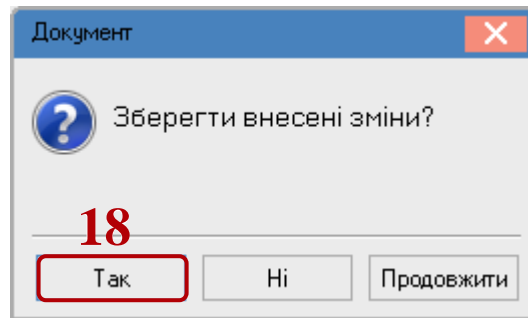 Документ
Зберегти внесені зміни?
18
Так
Ні
Продовжити